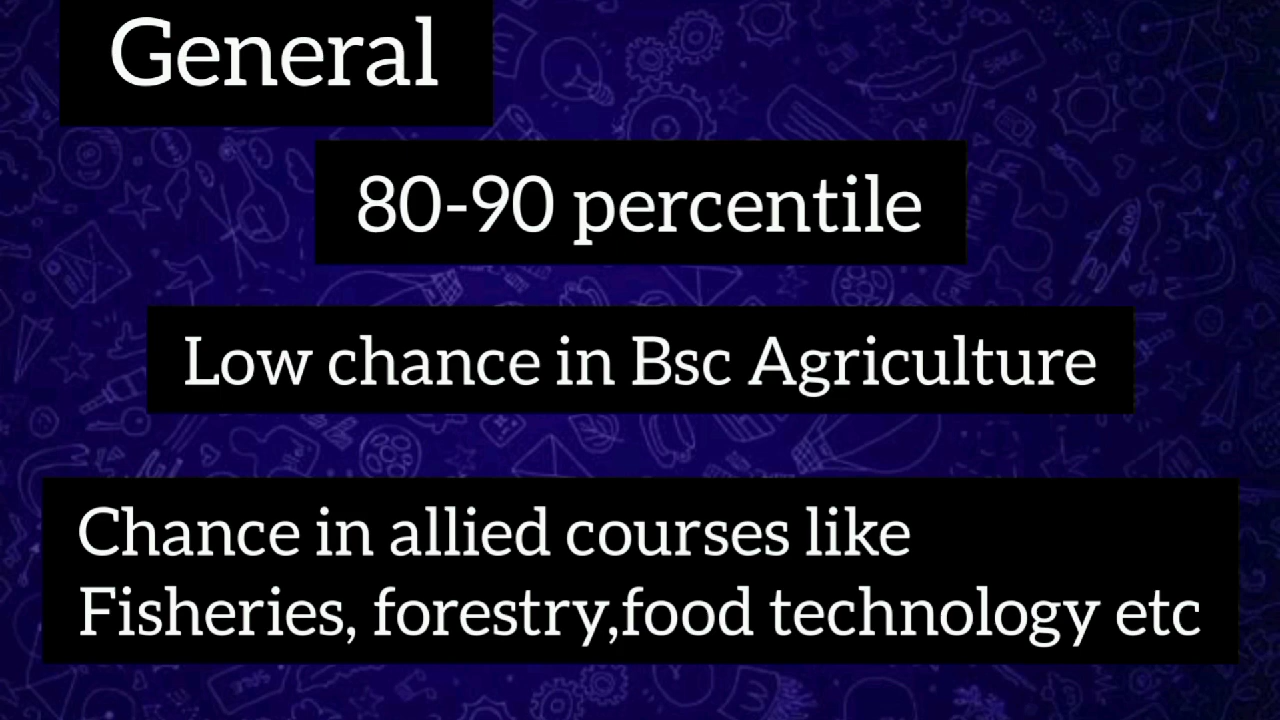 General
80-90 percentile
Low chance in Bsc Agriculture
Chance in allied courses like
Fisheries, forestry,food technology etc